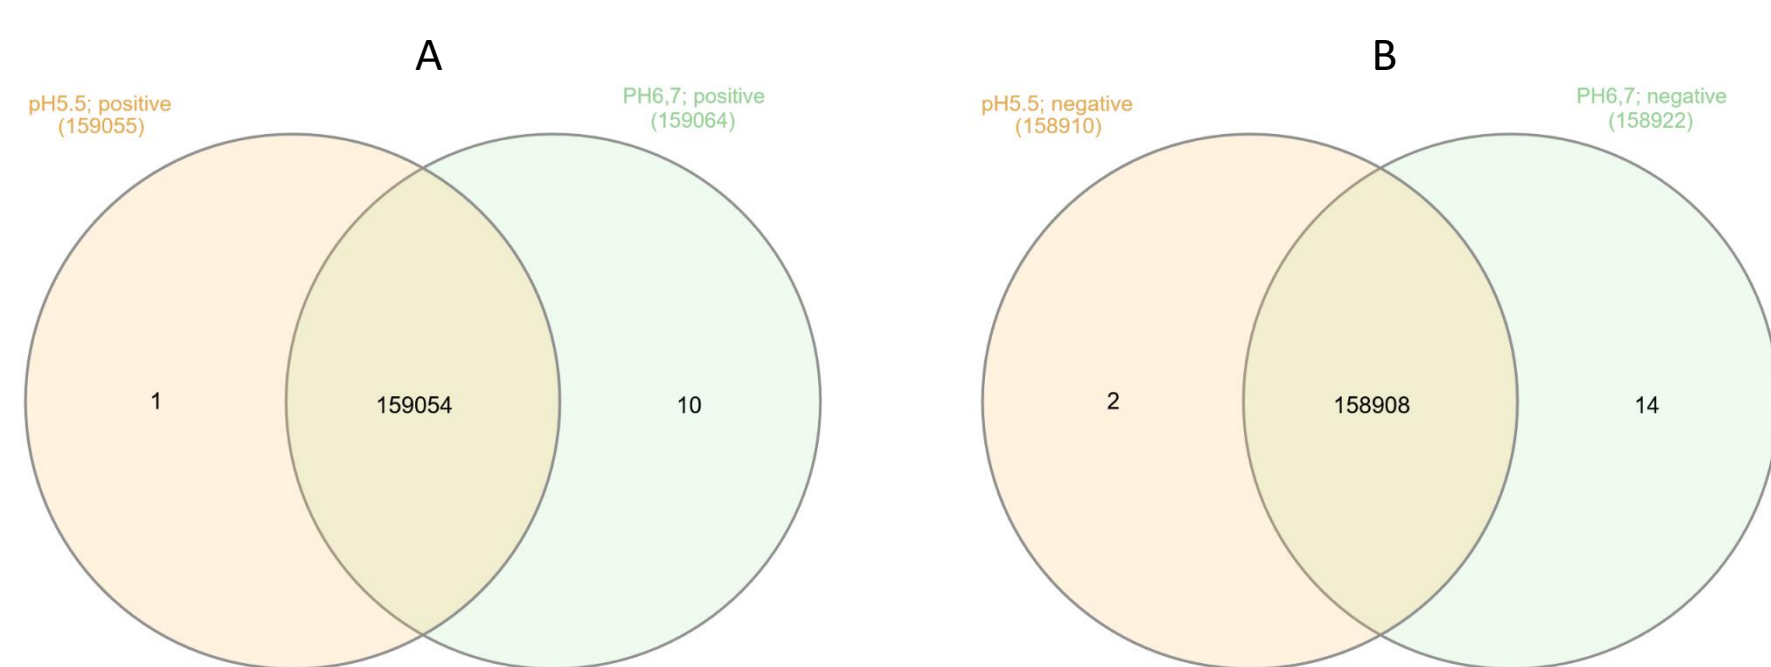 A
pH5.5; positive
(159055)
PH6,7; positive
(159064)
1
159054
10
B
pH5.5; negative
(158910)
PH6,7; negative
(158922)
2
158908
14